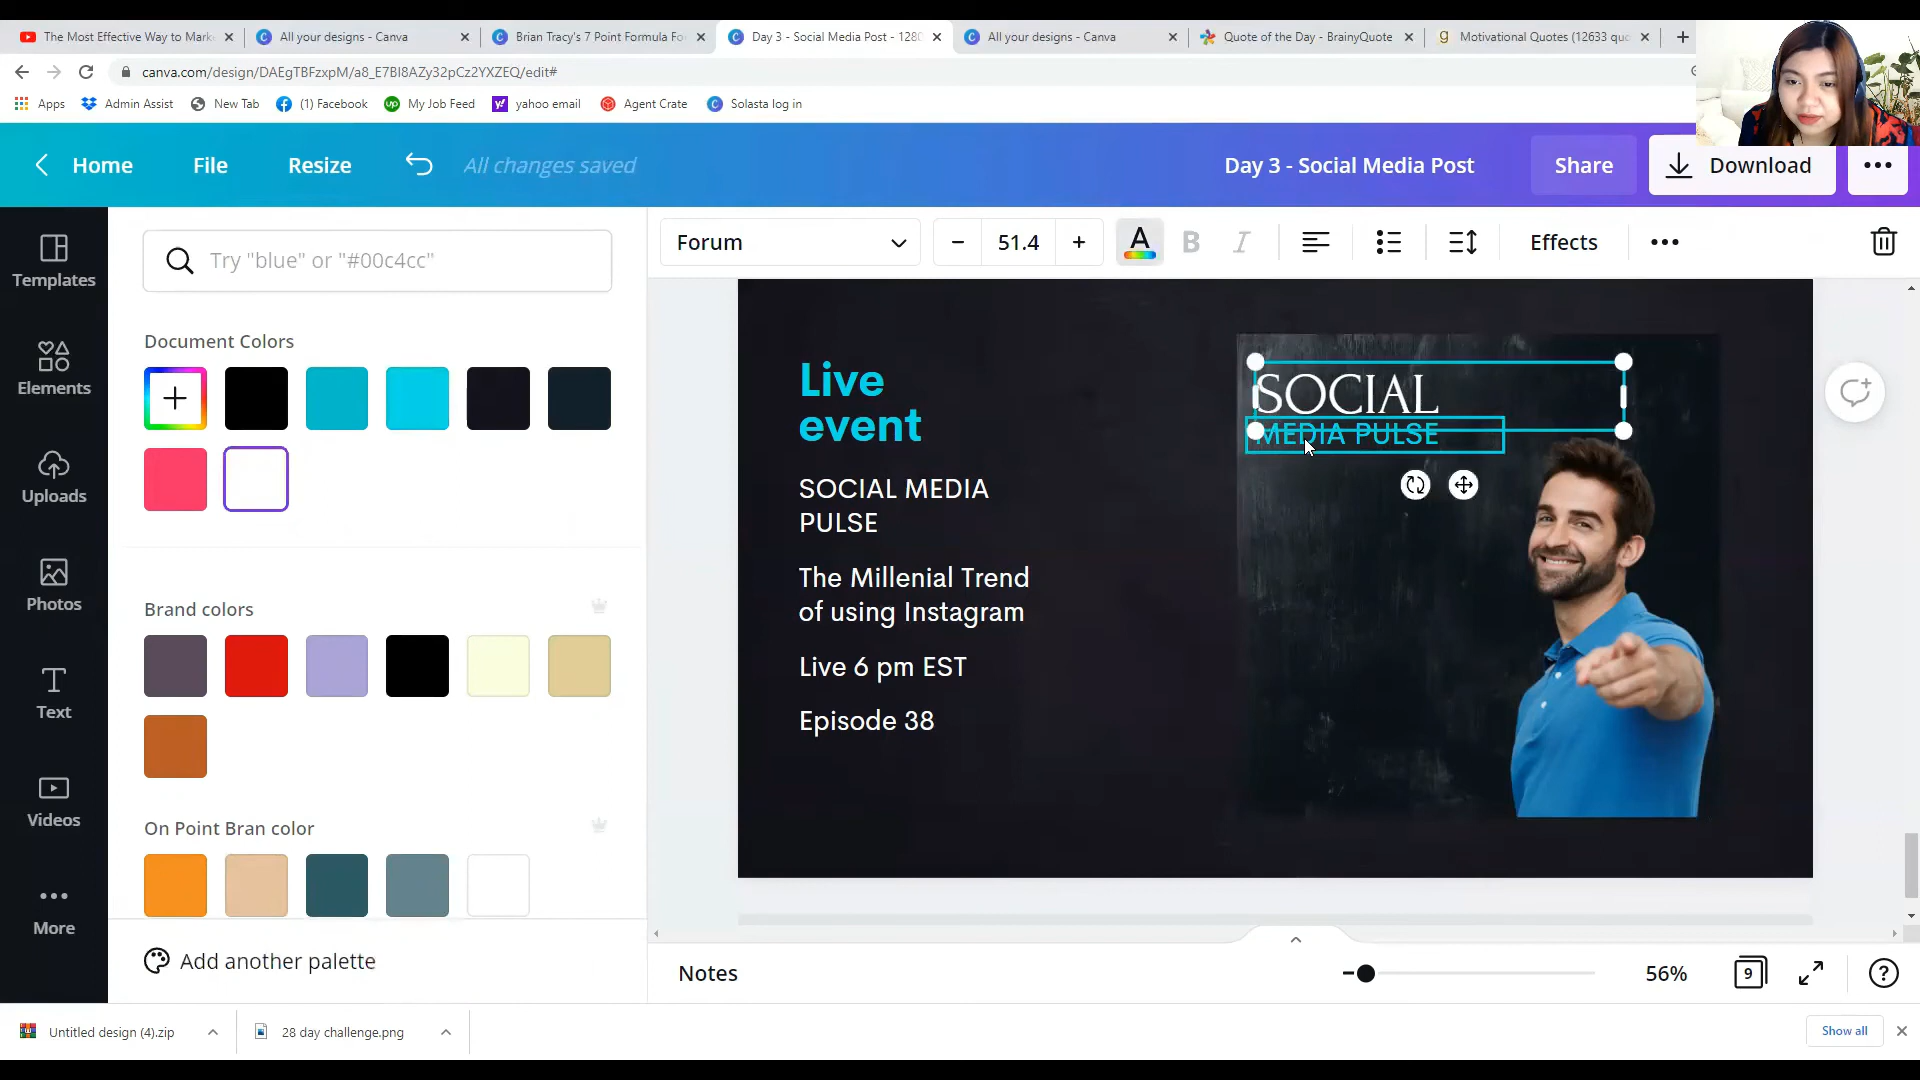 The Most Effective Way to Mark
All your designs - Canva
Brian Tracy's 7 Point Formula Fo
Day 3 - Social Media Post - 1280
All your designs - Canva
Quote of the Day - BrainyQuote
Motivational Quotes (12633 quo
canva.com/design/DAEgTBFzxpM/a8_E7BI8AZy32pCz2YXZEQ/edit#
Apps
Admin Assist
New Tab
(1) Facebook
My Job Feed
yahoo email
Agent Crate
Solasta log in
Home
File
Resize
All changes saved
Day 3 - Social Media Post
Share
Download
Templates
Elements
Uploads
Photos
Text
Videos
More
Try "blue" or "#00c4cc"
Document Colors
Brand colors
On Point Bran color
Add another palette
Forum
51.4
A
B
I
Effects
Live
event
SOCIAL MEDIA
PULSE
The Millenial Trend
of using Instagram
Live 6 pm EST
Episode 38
SOCIAL
MEDIA PULSE
Notes
56%
9
Untitled design (4).zip
28 day challenge.png
Show all